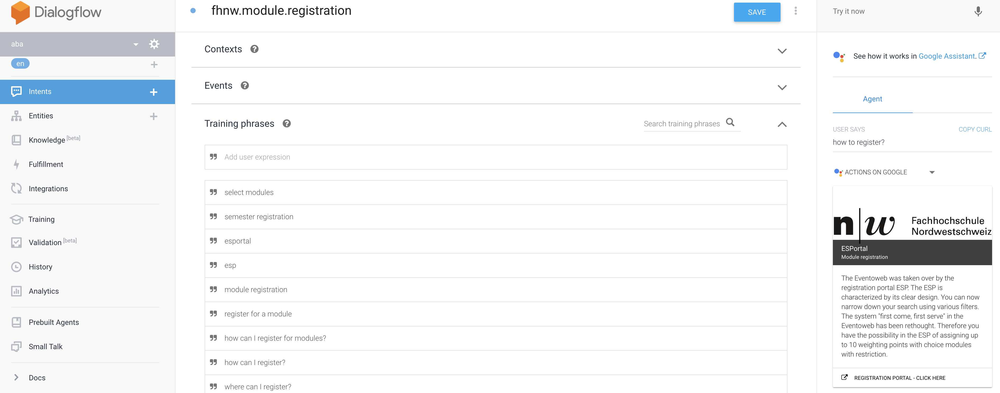 Dialogflow
aba
en
Intents
Entities
Knowledge [beta]
Fulfillment
Integrations
Training
Validation [beta]
History
Analytics
Prebuilt Agents
Small Talk
Docs
fhnw.module.registration
SAVE
Contexts
Events
Training phrases
Search training phrases
Add user expression
select modules
semester registration
esportal
esp
module registration
register for a module
how can I register for modules?
how can I register?
where can I register?
Try it now
See how it works in Google Assistant.
Agent
USER SAYS
COPY CURL
how to register?
ACTIONS ON GOOGLE
n|w
Fachhochschule
Nordwestschweiz
ESPortal
Module registration
The Eventoweb was taken over by the
registration portal ESP. The ESP is
characterized by its clear design. You can now
narrow down your search using various filters.
The system "first come, first serve" in the
Eventoweb has been rethought. Therefore you
have the possibility in the ESP of assigning up
to 10 weighting points with choice modules
with restriction.
REGISTRATION PORTAL - CLICK HERE